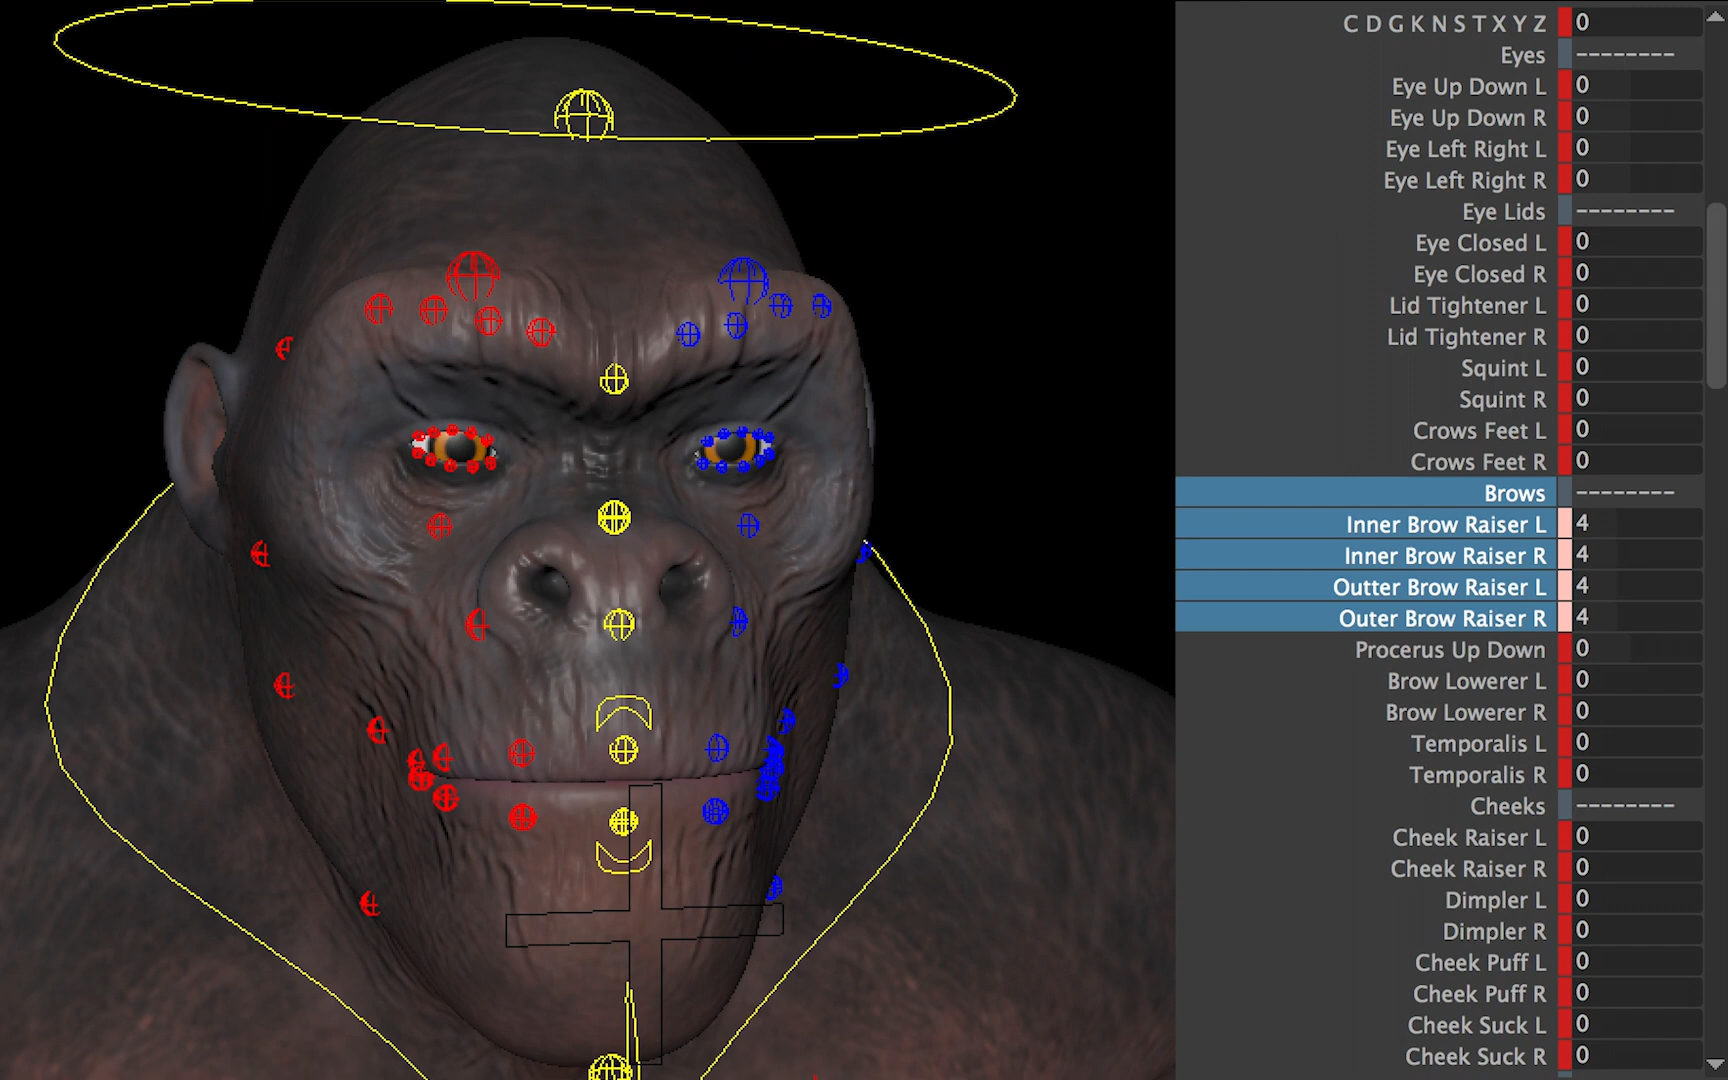 C D G K N S T X Y Z 0
Eyes --------
Eye Up Down L 0
Eye Up Down R 0
Eye Left Right L 0
Eye Left Right R 0
Eye Lids --------
Eye Closed L 0
Eye Closed R 0
Lid Tightener L 0
Lid Tightener R 0
Squint L 0
Squint R 0
Crows Feet L 0
Crows Feet R 0
Brows --------
Inner Brow Raiser L 4
Inner Brow Raiser R 4
Outter Brow Raiser L 4
Outer Brow Raiser R 4
Procerus Up Down 0
Brow Lowerer L 0
Brow Lowerer R 0
Temporalis L 0
Temporalis R 0
Cheeks --------
Cheek Raiser L 0
Cheek Raiser R 0
Dimpler L 0
Dimpler R 0
Cheek Puff L 0
Cheek Puff R 0
Cheek Suck L 0
Cheek Suck R 0